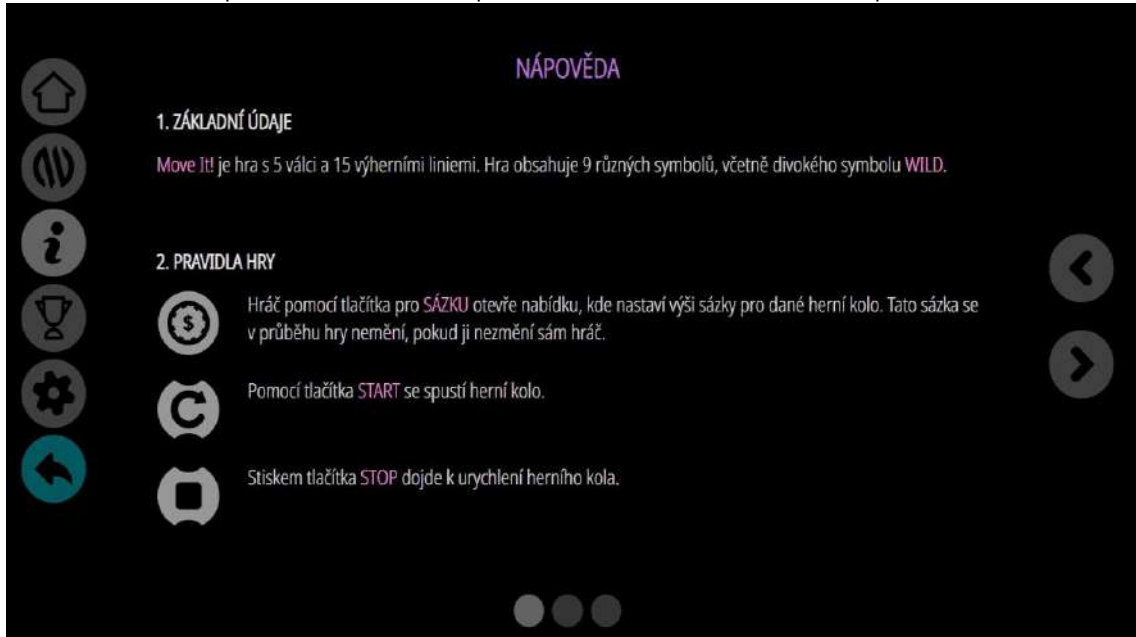 NÁPOVĚDA
1. ZÁKLADNÍ ÚDAJE
Move It! je hra s 5 válci a 15 výherními liniemi. Hra obsahuje 9 různých symbolů, včetně divokého symbolu WILD.
2. PRAVIDLA HRY
Hráč pomocí tlačítka pro SÁZKU otevře nabídku, kde nastaví výši sázky pro dané herní kolo. Tato sázka se
v průběhu hry nemění, pokud ji nezmění sám hráč.
Pomocí tlačítka START se spustí herní kolo.
Stiskem tlačítka STOP dojde k urychlení herního kola.